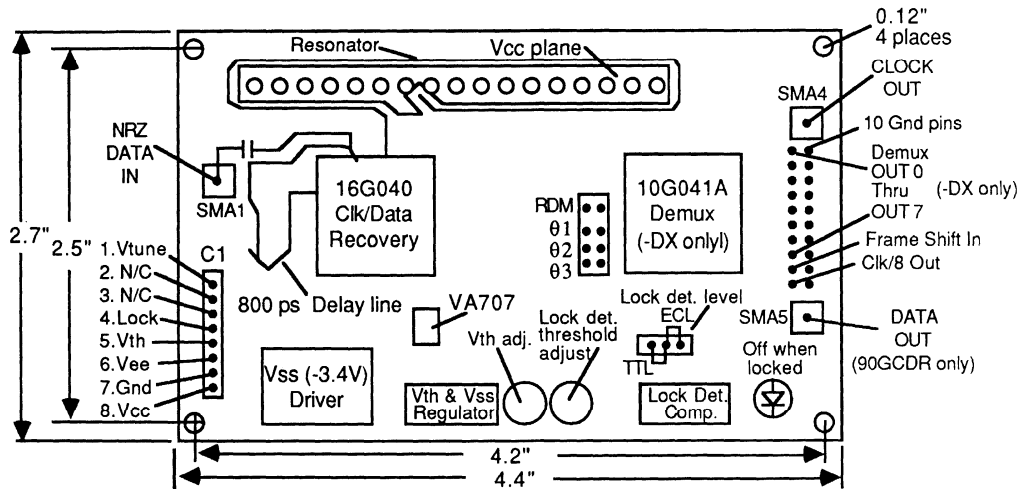 Resonator
Vcc plane
0.12"
4 places
CLOCK
OUT
SMA4
NRZ
DATA
IN
SMA1
10 Gnd pins
Demux
OUT 0
Thru (-DX only)
OUT 7
Frame Shift In
Clk/8 Out
16G040
Clk/Data
Recovery
10G041A
Demux
(-DX onlyl)
RDM
θ1
θ2
θ3
2.7"
2.5"
C1
1.Vtune
2. N/C
3. N/C
4.Lock
5.Vth
6.Vee
7.Gnd
8.Vcc
800 ps Delay line
VA707
Vth adj.
Lock det.
threshold
adjust
Lock det. level
ECL
TTL
SMA5
DATA
OUT
(90GCDR only)
Off when
locked
Vss (-3.4V)
Driver
Vth & Vss
Regulator
Lock Det.
Comp.
4.2"
4.4"